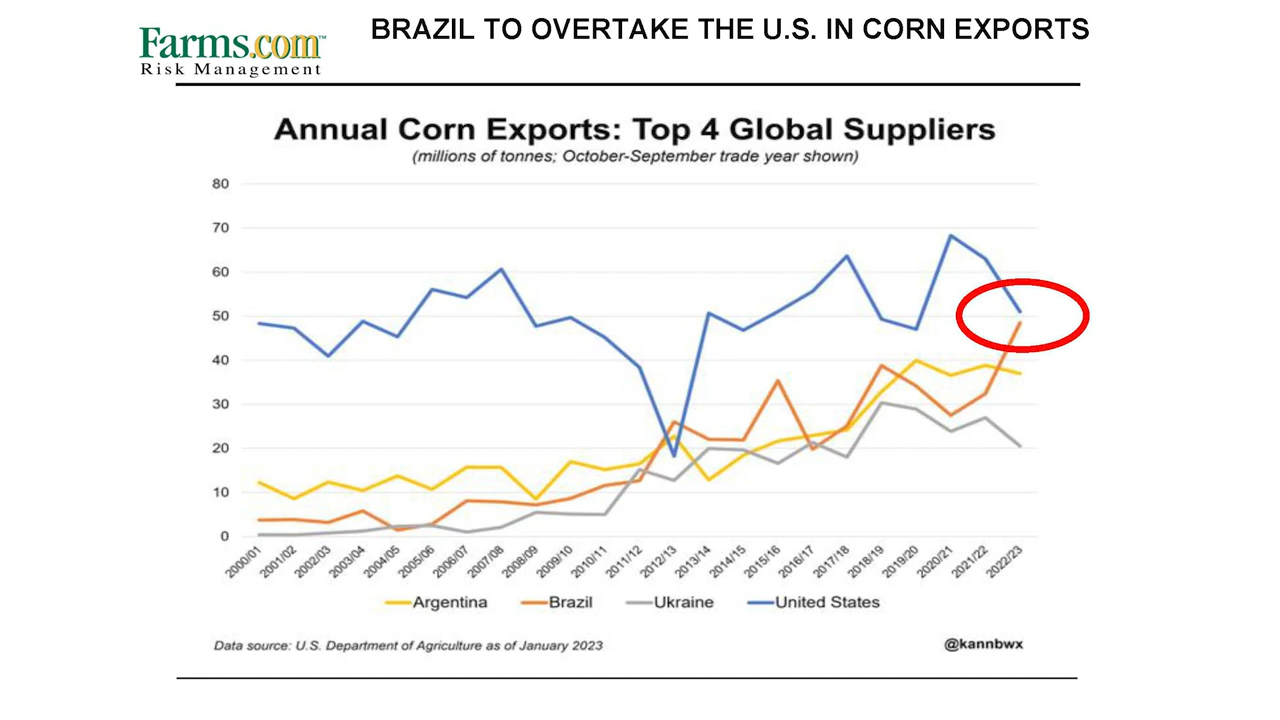 Farms.com™
Risk Management
BRAZIL TO OVERTAKE THE U.S. IN CORN EXPORTS
Annual Corn Exports: Top 4 Global Suppliers
(millions of tonnes; October-September trade year shown)
80
70
60
50
40
30
20
10
0
2000/01 2001/02 2002/03 2003/04 2004/05 2005/06 2006/07 2007/08 2008/09 2009/10 2010/11 2011/12 2012/13 2013/14 2014/15 2015/16 2016/17 2017/18 2018/19 2019/20 2020/21 2021/22 2022/23
Argentina Brazil Ukraine United States
Data source: U.S. Department of Agriculture as of January 2023 @kannbwx